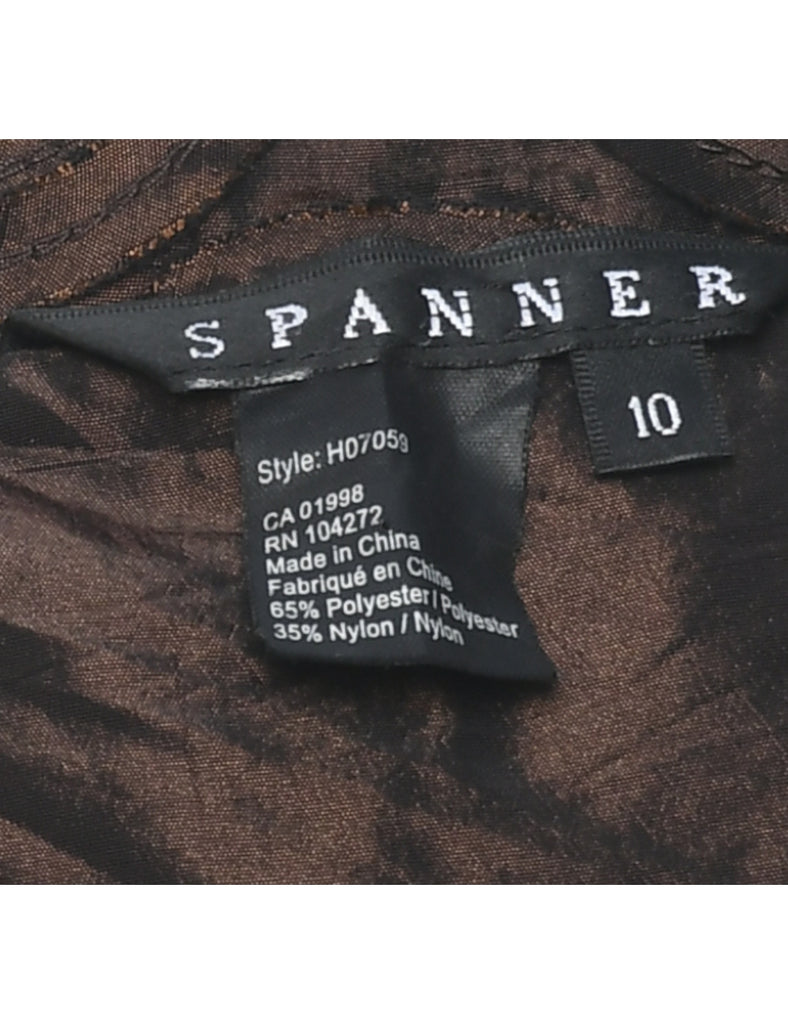 SPANNER
10
Style: H07059
CA 01998
RN 104272
Made in China
Fabriqué en Chine
65% Polyester / Polyester
35% Nylon / Nylon